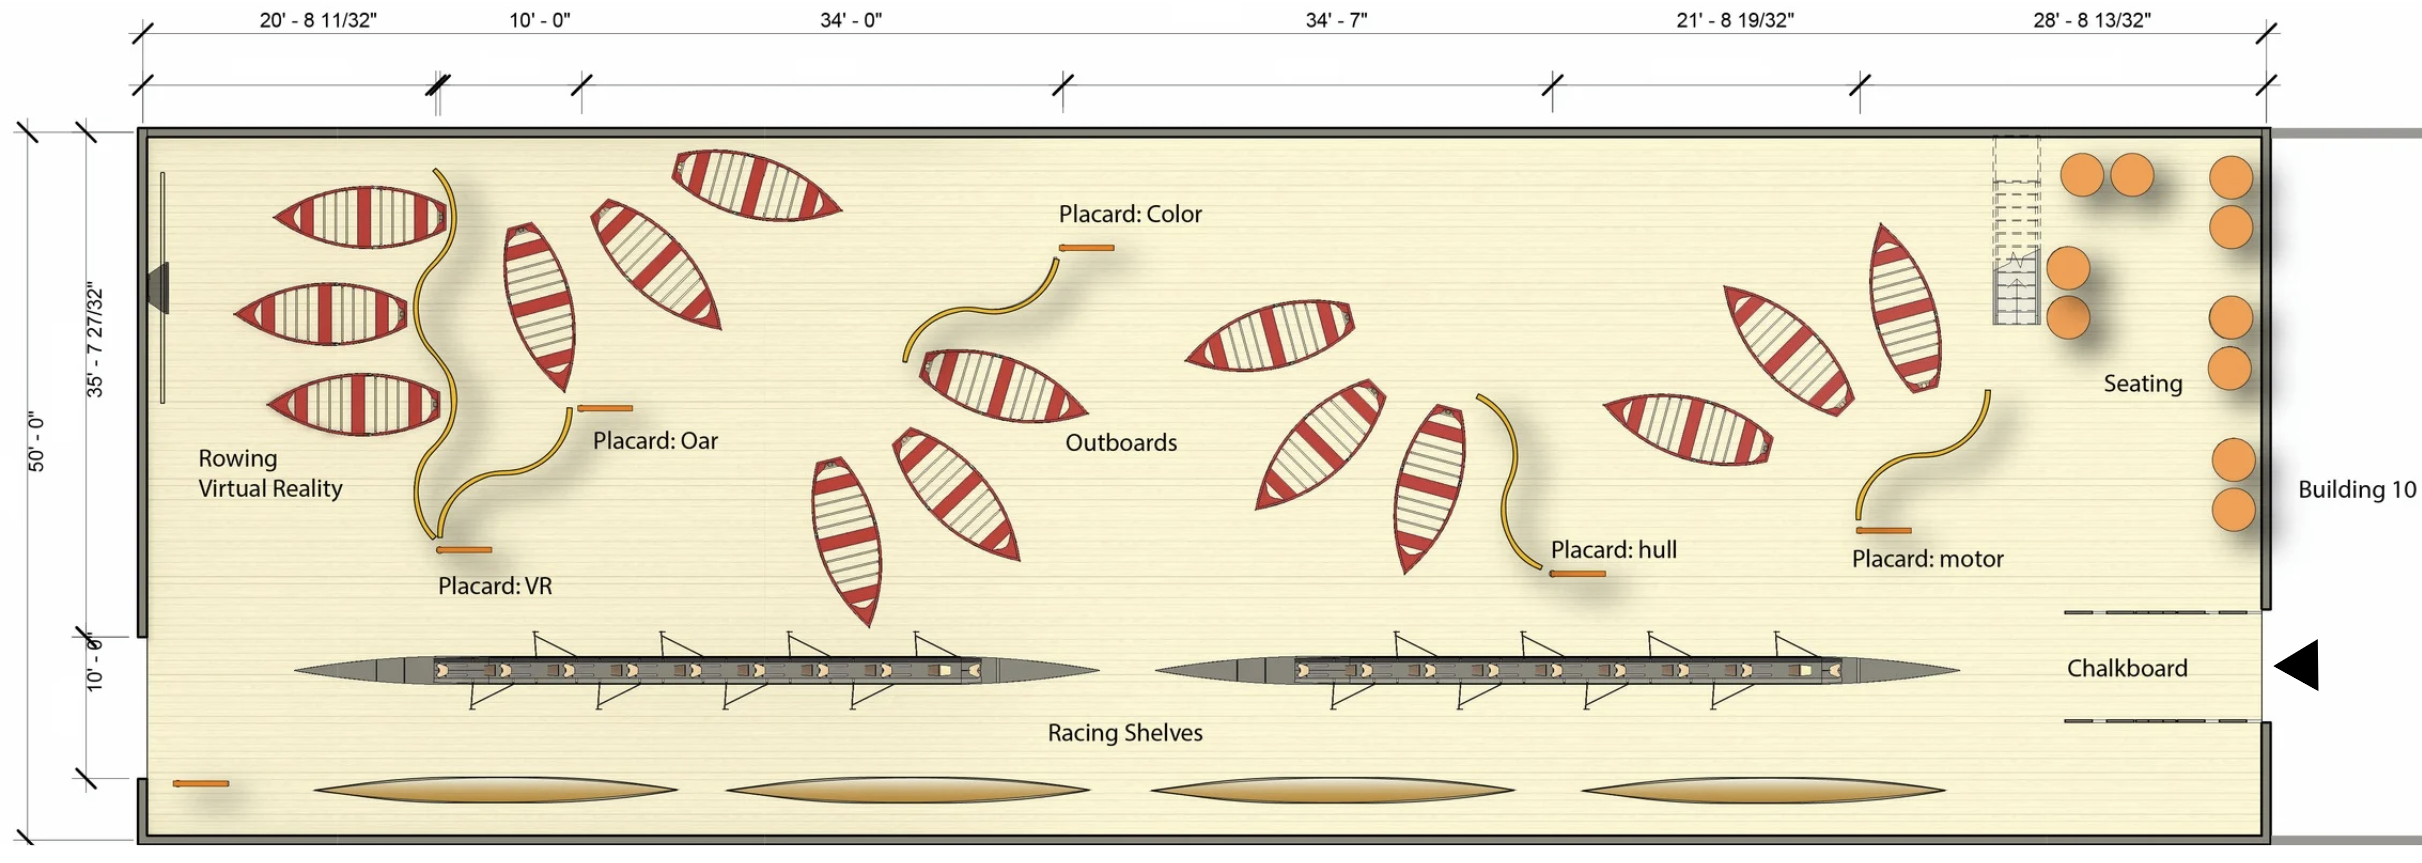 20' - 8 11/32"
10' - 0"
34' - 0"
34' - 7"
21' - 8 19/32"
28' - 8 13/32"
50' - 0"
35' - 7 27/32"
10' - 0"
Placard: Color
Placard: Oar
Outboards
Seating
Rowing
Virtual Reality
Building 10
Placard: hull
Placard: motor
Placard: VR
Chalkboard
Racing Shelves